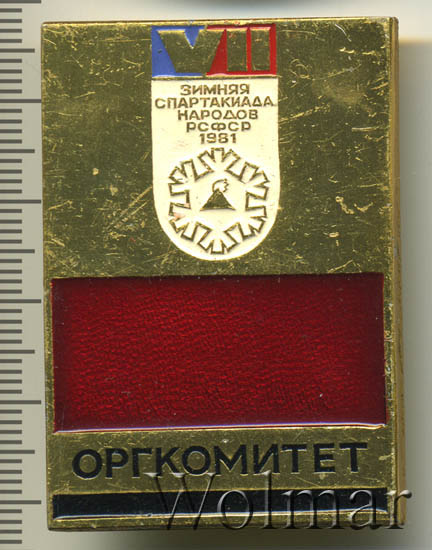 VII
ЗИМНЯЯ
СПАРТАКИАДА
НАРОДОВ
РСФСР
1981
ОРГКОМИТЕТ
Wolmar